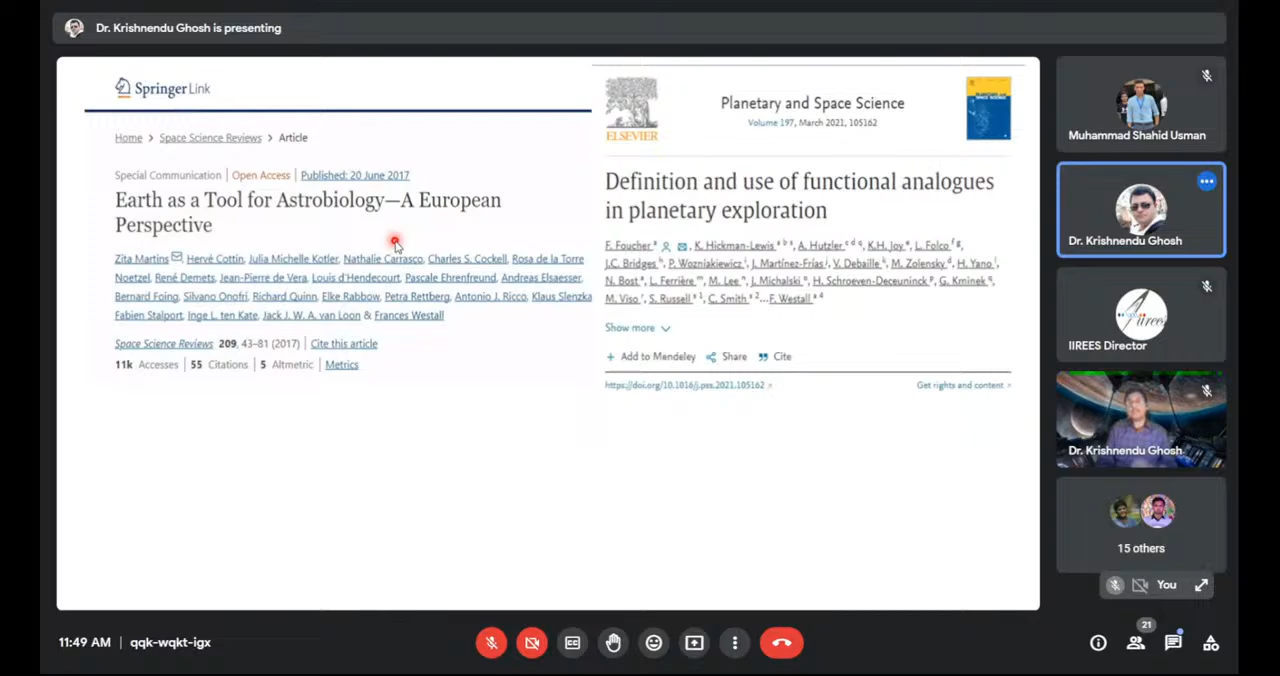 Dr. Krishnendu Ghosh is presenting
Springer Link
Home > Space Science Reviews > Article
Special Communication | Open Access | Published: 20 June 2017
Earth as a Tool for Astrobiology—A European
Perspective
Zita Martins, Hervé Cottin, Julia Michelle Kotler, Nathalie Carrasco, Charles S. Cockell, Rosa de la Torre
Noetzel, René Demets, Jean-Pierre de Vera, Louis d'Hendecourt, Pascale Ehrenfreund, Andreas Elsaesser,
Bernard Foing, Silvano Onofri, Richard Quinn, Elke Rabbow, Petra Rettberg, Antonio J. Ricco, Klaus Slenzka
Fabien Stalport, Inge L. ten Kate, Jack J. W. A. van Loon & Frances Westall
Space Science Reviews 209, 43–81 (2017) | Cite this article
11k Accesses | 55 Citations | 5 Altmetric | Metrics
ELSEVIER
Planetary and Space Science
Volume 197, March 2021, 105162
Definition and use of functional analogues
in planetary exploration
F. Foucher, K. Hickman-Lewis, A. Hutzler, K.H. Joy, L. Folco,
J.C. Bridges, P. Wozniakiewicz, J. Martínez-Frías, V. Debaille, M. Zolensky, H. Yano,
N. Bost, L. Ferrière, M. Lee, J. Michalski, H. Schroeven-Deceuninck, G. Kminek,
M. Viso, S. Russell, C. Smith ... F. Westall
Show more
+ Add to Mendeley Share Cite
https://doi.org/10.1016/j.pss.2021.105162 Get rights and content
Muhammad Shahid Usman
Dr. Krishnendu Ghosh
IIREES Director
Dr. Krishnendu Ghosh
15 others
You
11:49 AM | qqk-wqkt-igx
21